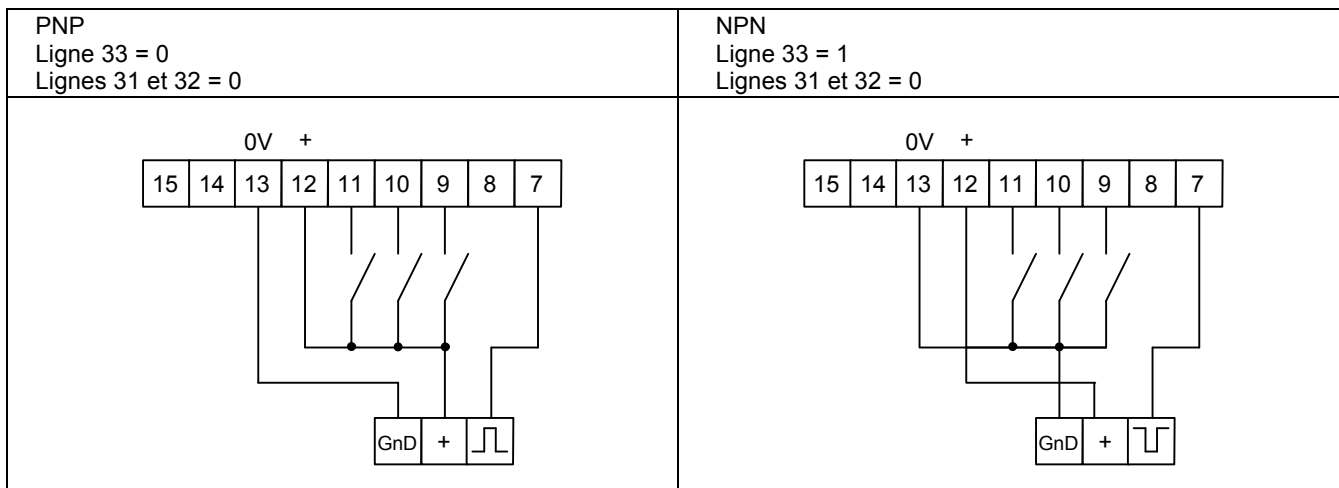 PNP
Ligne 33 = 0
Lignes 31 et 32 = 0
NPN
Ligne 33 = 1
Lignes 31 et 32 = 0
0V +
15 14 13 12 11 10 9 8 7
GnD +
0V +
15 14 13 12 11 10 9 8 7
GnD +